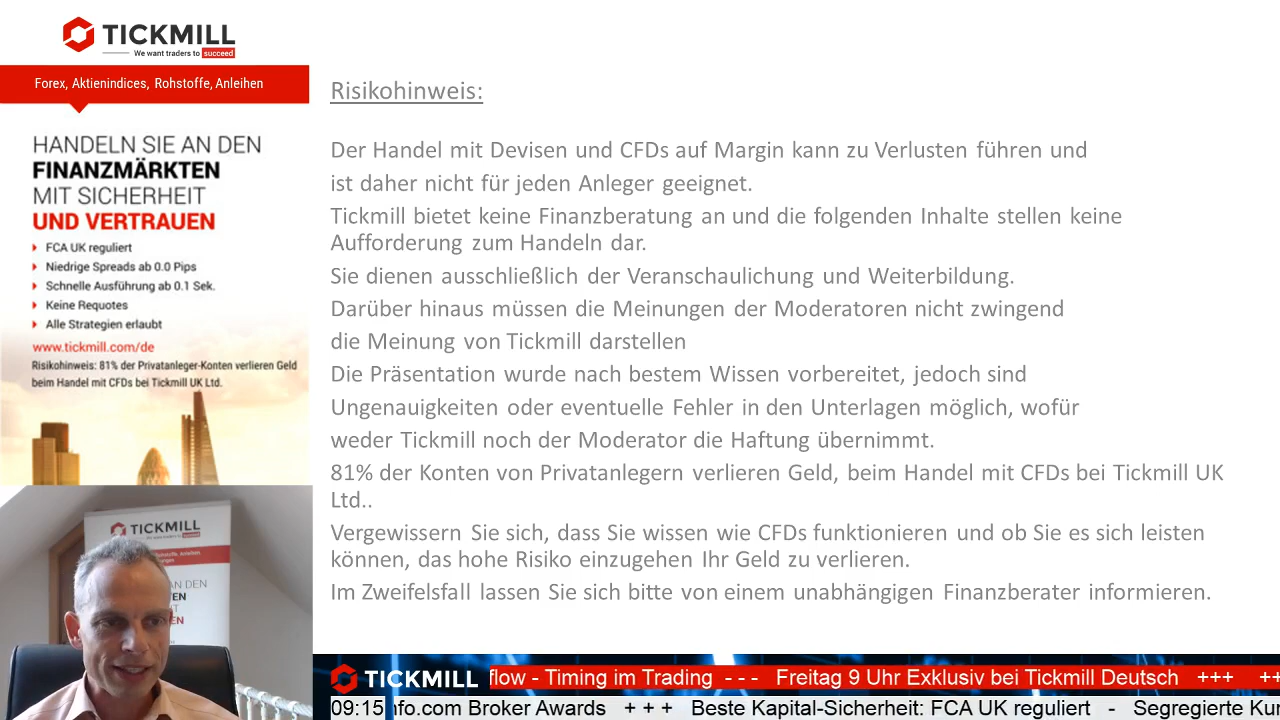 TICKMILL
We want traders to succeed
Forex, Aktienindices, Rohstoffe, Anleihen
HANDELN SIE AN DEN
FINANZMÄRKTEN
MIT SICHERHEIT
UND VERTRAUEN
FCA UK reguliert
Niedrige Spreads ab 0.0 Pips
Schnelle Ausführung ab 0.1 Sek.
Keine Requotes
Alle Strategien erlaubt
www.tickmill.com/de
Risikohinweis: 81% der Privatanleger-Konten verlieren Geld
beim Handel mit CFDs bei Tickmill UK Ltd.
Risikohinweis:
Der Handel mit Devisen und CFDs auf Margin kann zu Verlusten führen und
ist daher nicht für jeden Anleger geeignet.
Tickmill bietet keine Finanzberatung an und die folgenden Inhalte stellen keine
Aufforderung zum Handeln dar.
Sie dienen ausschließlich der Veranschaulichung und Weiterbildung.
Darüber hinaus müssen die Meinungen der Moderatoren nicht zwingend
die Meinung von Tickmill darstellen
Die Präsentation wurde nach bestem Wissen vorbereitet, jedoch sind
Ungenauigkeiten oder eventuelle Fehler in den Unterlagen möglich, wofür
weder Tickmill noch der Moderator die Haftung übernimmt.
81% der Konten von Privatanlegern verlieren Geld, beim Handel mit CFDs bei Tickmill UK
Ltd..
Vergewissern Sie sich, dass Sie wissen wie CFDs funktionieren und ob Sie es sich leisten
können, das hohe Risiko einzugehen Ihr Geld zu verlieren.
Im Zweifelsfall lassen Sie sich bitte von einem unabhängigen Finanzberater informieren.
TICKMILL
TICKMILL flow - Timing im Trading - - - Freitag 9 Uhr Exklusiv bei Tickmill Deutsch +++ ++
09:15 nfo.com Broker Awards + + + Beste Kapital-Sicherheit: FCA UK reguliert - Segregierte Ku